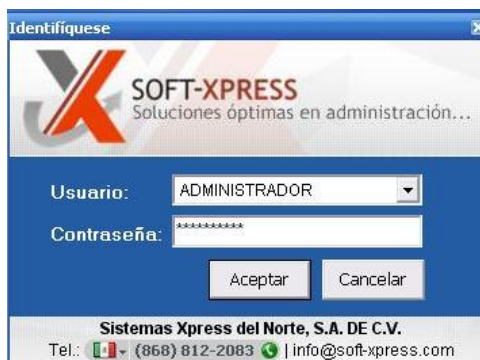 Identifíquese
SOFT-XPRESS
Soluciones óptimas en administración...
Usuario: ADMINISTRADOR
Contraseña: **********
Aceptar Cancelar
Sistemas Xpress del Norte, S.A. DE C.V.
Tel.: (868) 812-2083 | info@soft-xpress.com